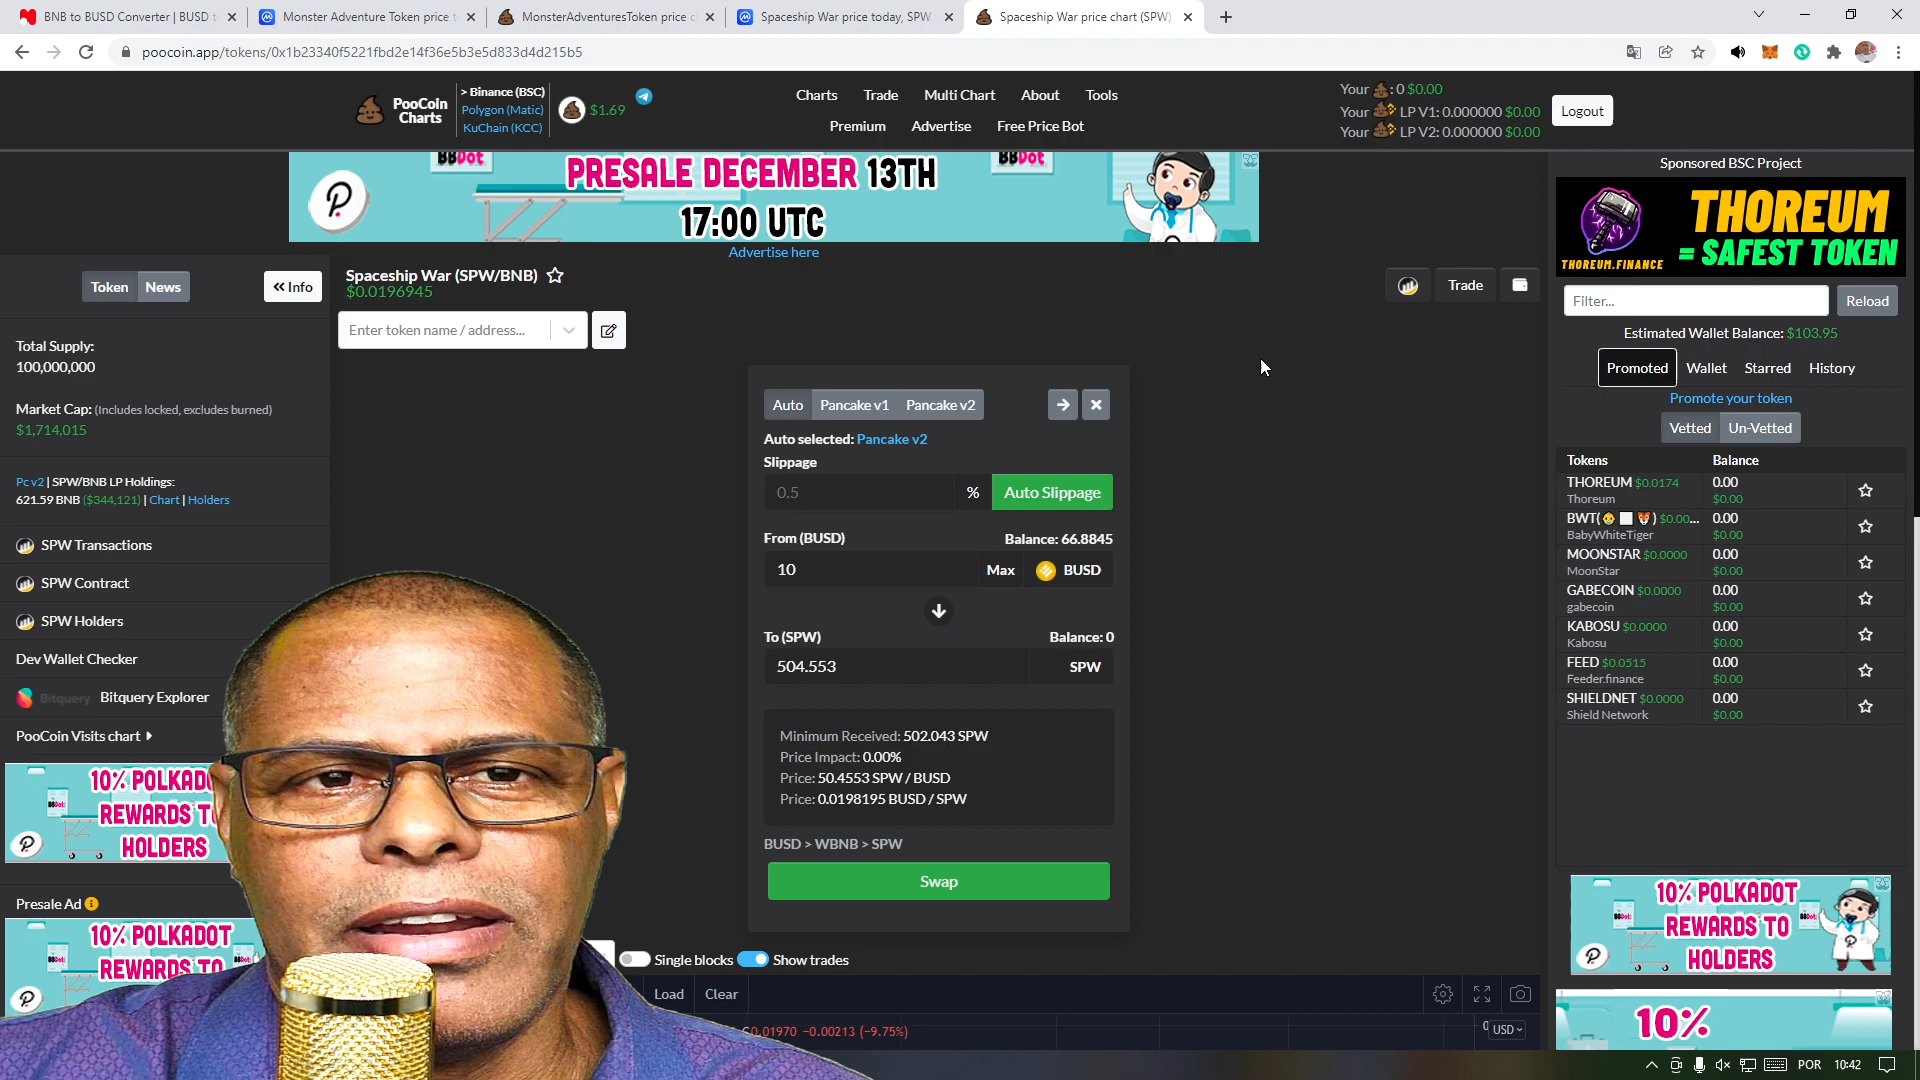 BNB to BUSD Converter | BUSD t
Monster Adventure Token price t
MonsterAdventuresToken price c
Spaceship War price today, SPW
Spaceship War price chart (SPW)
poocoin.app/tokens/0x1b23340f5221fbd2e14f36e5b3e5d833d4d215b5
PooCoin
Charts
> Binance (BSC)
Polygon (Matic)
KuChain (KCC)
$1.69
Charts
Trade
Multi Chart
About
Tools
Premium
Advertise
Free Price Bot
Your : 0 $0.00
Your LP V1: 0.000000 $0.00
Your LP V2: 0.000000 $0.00
Logout
BBDOT
BBDOT
PRESALE DECEMBER 13TH
17:00 UTC
Advertise here
Token
News
Info
Total Supply:
100,000,000
Market Cap: (Includes locked, excludes burned)
$1,714,015
Pc v2 | SPW/BNB LP Holdings:
621.59 BNB ($344,121) | Chart | Holders
SPW Transactions
SPW Contract
SPW Holders
Dev Wallet Checker
Bitquery
Bitquery Explorer
PooCoin Visits chart
10% POLKADO
REWARDS T
HOLDERS
Presale Ad
10% POLKADOT
REWARDS TO
Spaceship War (SPW/BNB)
$0.0196945
Enter token name / address...
Trade
Auto
Pancake v1
Pancake v2
Auto selected: Pancake v2
Slippage
0.5
%
Auto Slippage
From (BUSD)
Balance: 66.8845
10
Max
BUSD
To (SPW)
Balance: 0
504.553
SPW
Minimum Received: 502.043 SPW
Price Impact: 0.00%
Price: 50.4553 SPW / BUSD
Price: 0.0198195 BUSD / SPW
BUSD > WBNB > SPW
Swap
Single blocks
Show trades
Load
Clear
0.01970 −0.00213 (−9.75%)
USD
Sponsored BSC Project
THOREUM
= SAFEST TOKEN
THOREUM.FINANCE
Filter...
Reload
Estimated Wallet Balance: $103.95
Promoted
Wallet
Starred
History
Promote your token
Vetted
Un-Vetted
Tokens
Balance
THOREUM $0.0174
0.00
Thoreum
$0.00
BWT( ) $0.00...
0.00
BabyWhiteTiger
$0.00
MOONSTAR $0.0000
0.00
MoonStar
$0.00
GABECOIN $0.0000
0.00
gabecoin
$0.00
KABOSU $0.0000
0.00
Kabosu
$0.00
FEED $0.0515
0.00
Feeder.finance
$0.00
SHIELDNET $0.0000
0.00
Shield Network
$0.00
10% POLKADOT
REWARDS TO
HOLDERS
10%
POR
10:42